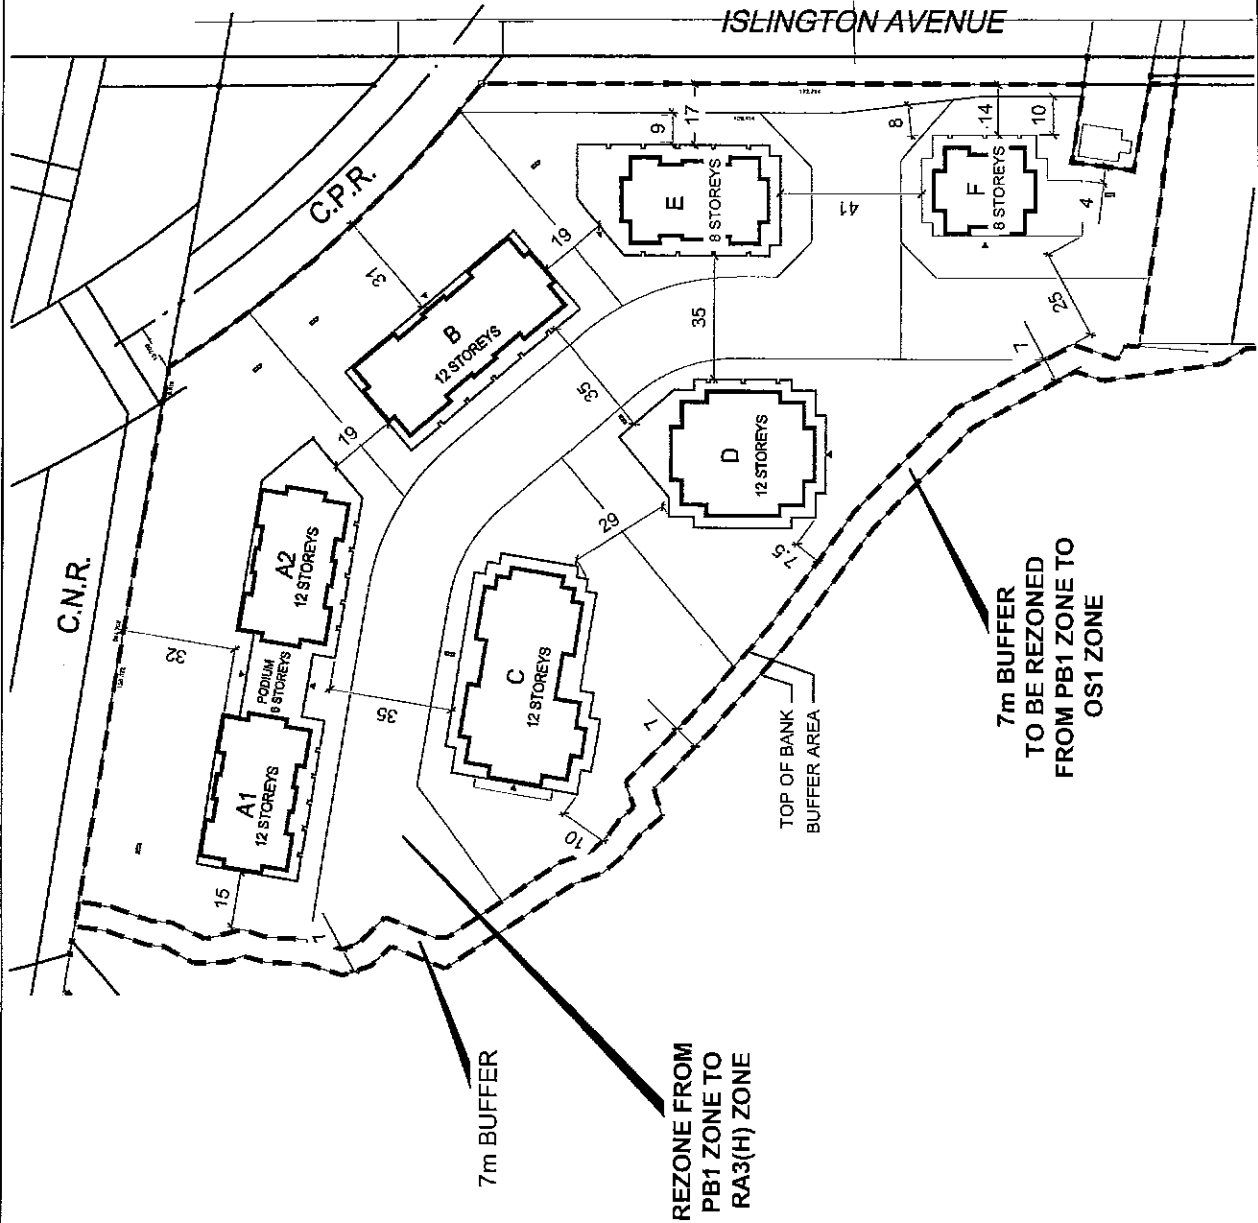 ISLINGTON AVENUE
C.P.R.
C.N.R.
17
9
14
10
8
E
8 STOREYS
F
8 STOREYS
41
4
25
7
31
19
B
12 STOREYS
35
35
19
D
12 STOREYS
7.5
29
A2
12 STOREYS
32
PODIUM
6 STOREYS
35
C
12 STOREYS
A1
12 STOREYS
15
7
10
7
TOP OF BANK
BUFFER AREA
7m BUFFER
TO BE REZONED
FROM PB1 ZONE TO
OS1 ZONE
7m BUFFER
REZONE FROM
PB1 ZONE TO
RA3(H) ZONE